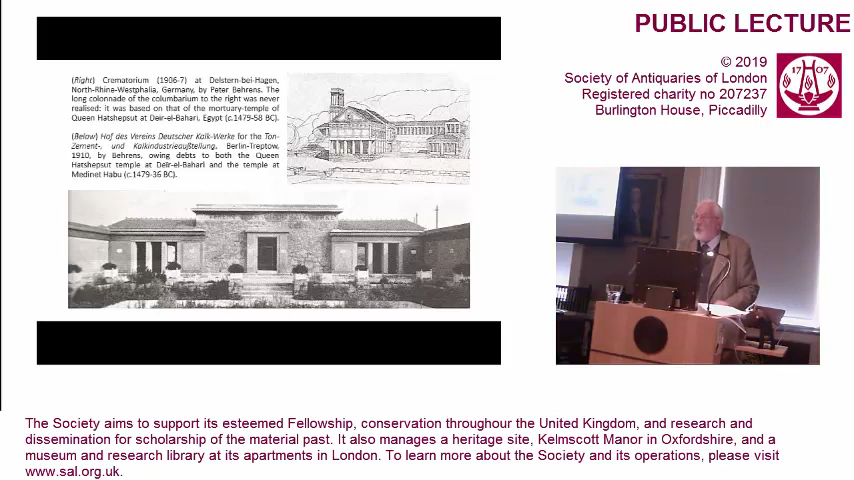 PUBLIC LECTURE
© 2019
Society of Antiquaries of London
Registered charity no 207237
Burlington House, Piccadilly
17 07
(Right) Crematorium (1906-7) at Delstern-bei-Hagen,
North-Rhine-Westphalia, Germany, by Peter Behrens. The
long colonnade of the columbarium to the right was never
realised: it was based on that of the mortuary-temple of
Queen Hatshepsut at Deir-el-Bahari, Egypt (c.1479-58 BC).
(Below) Hof des Vereins Deutscher Kalk-Werke for the Ton-
Zement-, und Kalkindustrieaußtellung, Berlin-Treptow,
1910, by Behrens, owing debts to both the Queen
Hatshepsut temple at Deir-el-Bahari and the temple at
Medinet Habu (c.1479-36 BC).
The Society aims to support its esteemed Fellowship, conservation throughour the United Kingdom, and research and
dissemination for scholarship of the material past. It also manages a heritage site, Kelmscott Manor in Oxfordshire, and a
museum and research library at its apartments in London. To learn more about the Society and its operations, please visit
www.sal.org.uk.